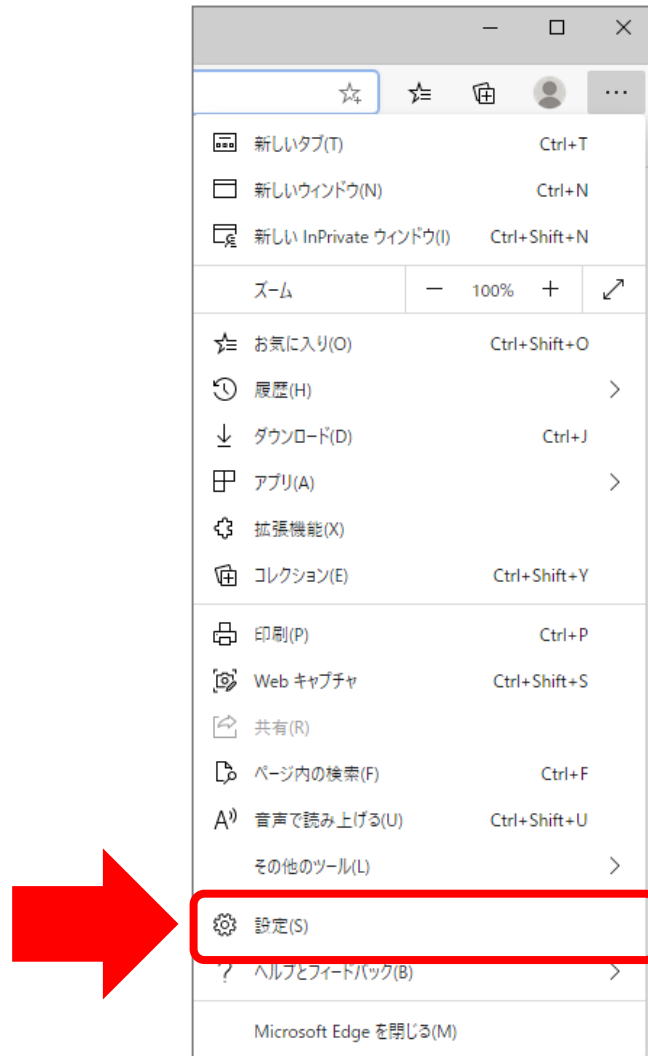 新しいタブ(T) Ctrl+T
新しいウィンドウ(N) Ctrl+N
新しい InPrivate ウィンドウ(I) Ctrl+Shift+N
ズーム 100%
お気に入り(O) Ctrl+Shift+O
履歴(H)
ダウンロード(D) Ctrl+J
アプリ(A)
拡張機能(X)
コレクション(E) Ctrl+Shift+Y
印刷(P) Ctrl+P
Web キャプチャ Ctrl+Shift+S
共有(R)
ページ内の検索(F) Ctrl+F
音声で読み上げる(U) Ctrl+Shift+U
その他のツール(L)
設定(S)
ヘルプとフィードバック(B)
Microsoft Edge を閉じる(M)